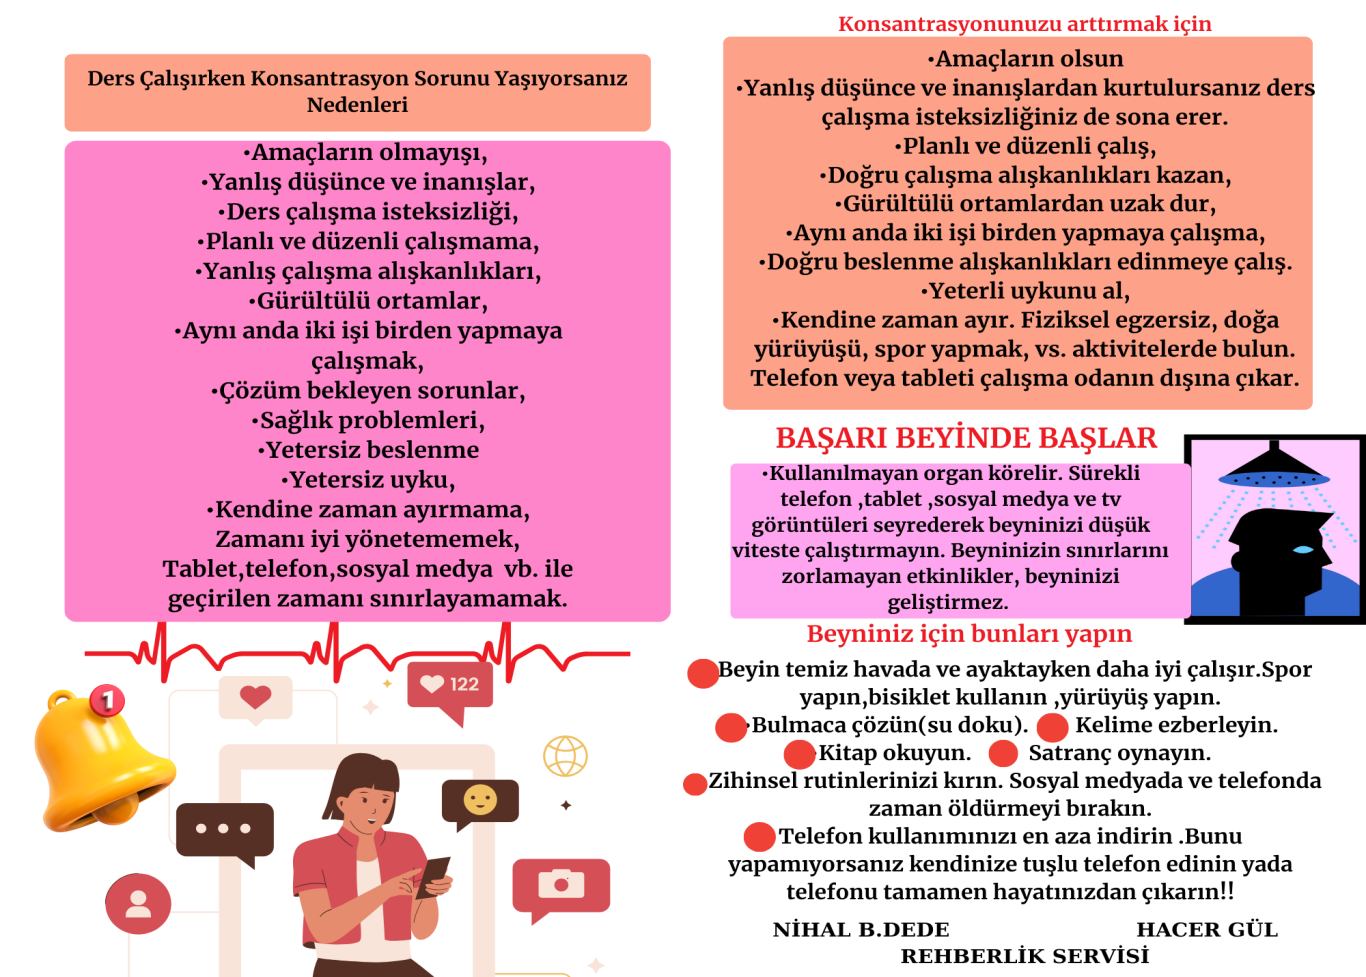 Ders Çalışırken Konsantrasyon Sorunu Yaşıyorsanız
Nedenleri
•Amaçların olmayışı,
•Yanlış düşünce ve inanışlar,
•Ders çalışma isteksizliği,
•Planlı ve düzenli çalışmama,
•Yanlış çalışma alışkanlıkları,
•Gürültülü ortamlar,
•Aynı anda iki işi birden yapmaya
çalışmak,
•Çözüm bekleyen sorunlar,
•Sağlık problemleri,
•Yetersiz beslenme
•Yetersiz uyku,
•Kendine zaman ayırmama,
Zamanı iyi yönetememek,
Tablet,telefon,sosyal medya  vb. ile
geçirilen zamanı sınırlayamamak.
1
122
Konsantrasyonunuzu arttırmak için
•Amaçların olsun
•Yanlış düşünce ve inanışlardan kurtulursanız ders
çalışma isteksizliğiniz de sona erer.
•Planlı ve düzenli çalış,
•Doğru çalışma alışkanlıkları kazan,
•Gürültülü ortamlardan uzak dur,
•Aynı anda iki işi birden yapmaya çalışma,
•Doğru beslenme alışkanlıkları edinmeye çalış.
•Yeterli uykunu al,
•Kendine zaman ayır. Fiziksel egzersiz, doğa
yürüyüşü, spor yapmak, vs. aktivitelerde bulun.
Telefon veya tableti çalışma odanın dışına çıkar.
BAŞARI BEYİNDE BAŞLAR
•Kullanılmayan organ körelir. Sürekli
telefon ,tablet ,sosyal medya ve tv
görüntüleri seyrederek beyninizi düşük
viteste çalıştırmayın. Beyninizin sınırlarını
zorlamayan etkinlikler, beyninizi
geliştirmez.
Beyniniz için bunları yapın
Beyin temiz havada ve ayaktayken daha iyi çalışır.Spor
yapın,bisiklet kullanın ,yürüyüş yapın.
•Bulmaca çözün(su doku). Kelime ezberleyin.
Kitap okuyun. Satranç oynayın.
Zihinsel rutinlerinizi kırın. Sosyal medyada ve telefonda
zaman öldürmeyi bırakın.
Telefon kullanımınızı en aza indirin .Bunu
yapamıyorsanız kendinize tuşlu telefon edinin yada
telefonu tamamen hayatınızdan çıkarın!!
NİHAL B.DEDE HACER GÜL
REHBERLİK SERVİSİ